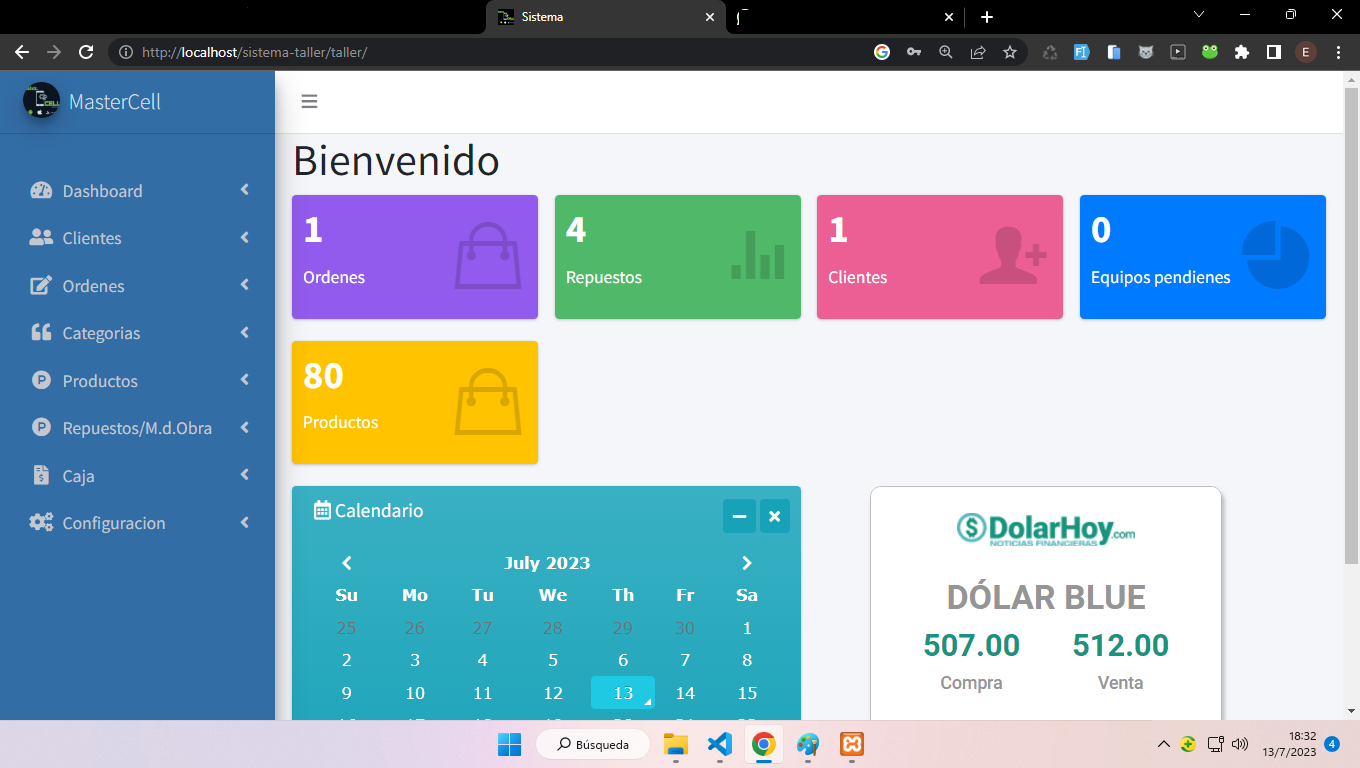 Sistema
http://localhost/sistema-taller/taller/
E
MasterCell
Dashboard
Clientes
Ordenes
Categorias
Productos
Repuestos/M.d.Obra
Caja
Configuracion
Bienvenido
1
Ordenes
4
Repuestos
1
Clientes
0
Equipos pendienes
80
Productos
Calendario
July 2023
Su Mo Tu We Th Fr Sa
25 26 27 28 29 30 1
2 3 4 5 6 7 8
9 10 11 12 13 14 15
DolarHoy.com
NOTICIAS FINANCIERAS
DÓLAR BLUE
507.00 512.00
Compra Venta
Búsqueda
18:32
13/7/2023
4